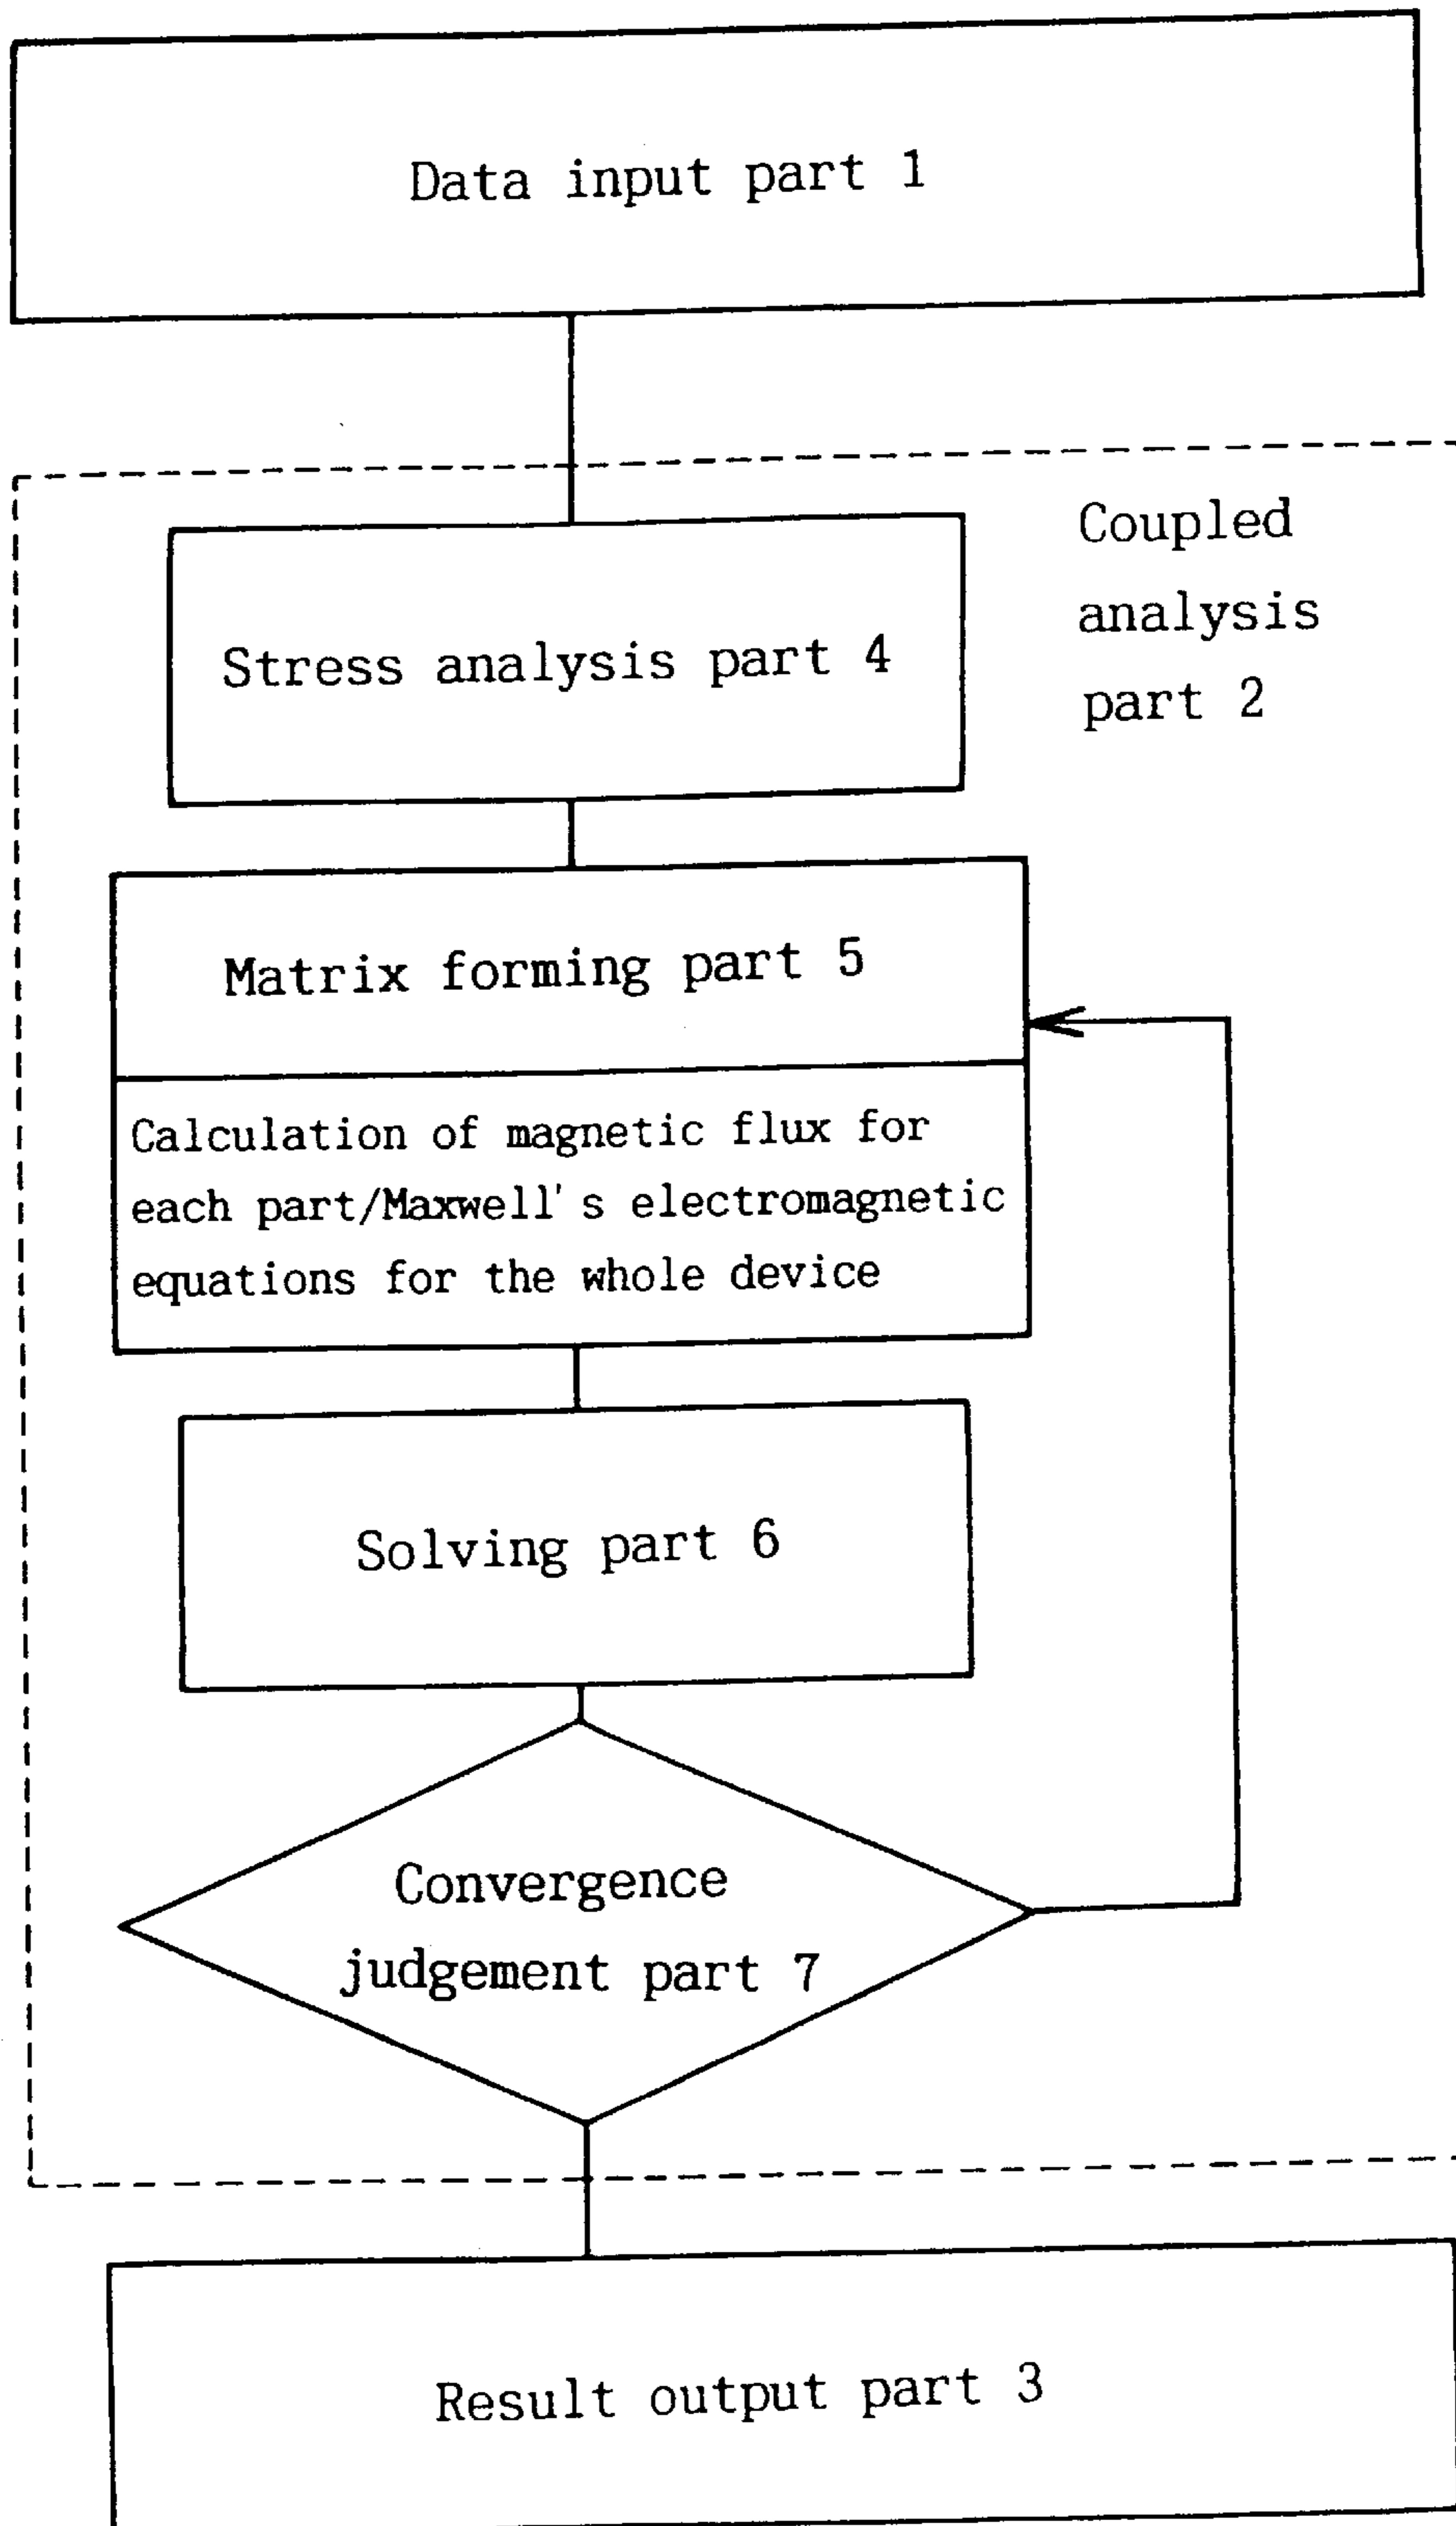 Data input part 1
Coupled
analysis
part 2
Stress analysis part 4
Matrix forming part 5
Calculation of magnetic flux for
each part/Maxwell's electromagnetic
equations for the whole device
Solving part 6
Convergence
judgement part 7
Result output part 3